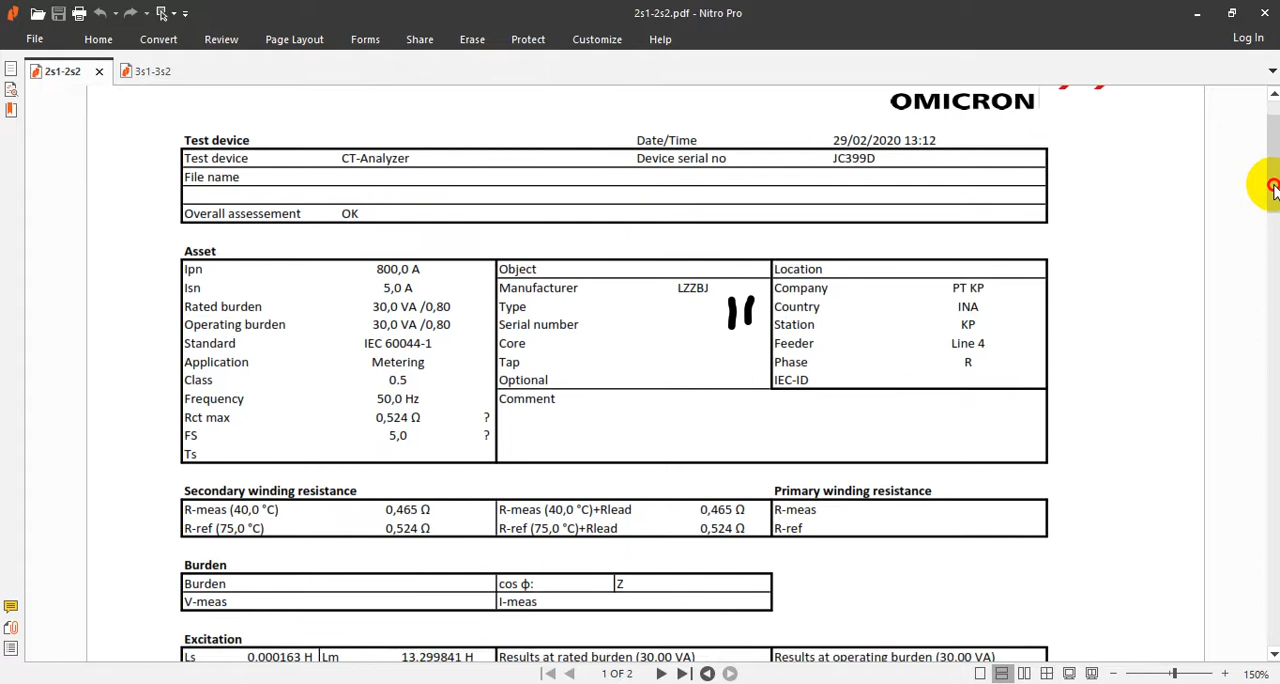 2s1-2s2.pdf - Nitro Pro
File Home Convert Review Page Layout Forms Share Erase Protect Customize Help Log In
2s1-2s2 3s1-3s2
OMICRON
Test device Date/Time 29/02/2020 13:12
Test device CT-Analyzer Device serial no JC399D
File name
Overall assessement OK
Asset
Ipn 800,0 A Object Location
Isn 5,0 A Manufacturer LZZBJ Company PT KP
Rated burden 30,0 VA /0,80 Type Country INA
Operating burden 30,0 VA /0,80 Serial number Station KP
Standard IEC 60044-1 Core Feeder Line 4
Application Metering Tap Phase R
Class 0.5 Optional IEC-ID
Frequency 50,0 Hz Comment
Rct max 0,524 Ω ?
FS 5,0 ?
Ts
Secondary winding resistance Primary winding resistance
R-meas (40,0 °C) 0,465 Ω R-meas (40,0 °C)+Rlead 0,465 Ω R-meas
R-ref (75,0 °C) 0,524 Ω R-ref (75,0 °C)+Rlead 0,524 Ω R-ref
Burden
Burden cos ф: Z
V-meas I-meas
Excitation
Ls 0,000163 H Lm 13,299841 H Results at rated burden (30,00 VA) Results at operating burden (30,00 VA)
1 OF 2 150%